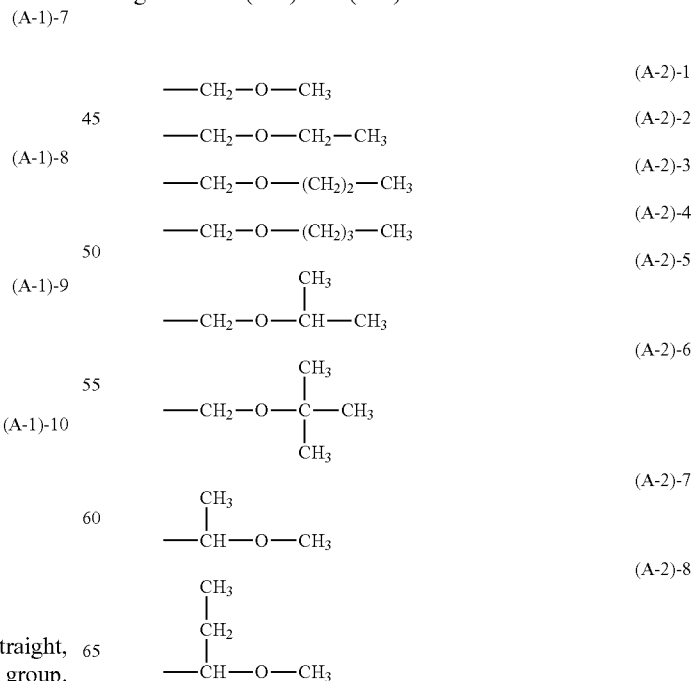 (A-1)-7
(A-1)-8
(A-1)-9
(A-1)-10
traight,
group.
45
50
55
60
65
(A-2)-1
—CH₂—O—CH₃
(A-2)-2
—CH₂—O—CH₂—CH₃
(A-2)-3
—CH₂—O—(CH₂)₂—CH₃
(A-2)-4
—CH₂—O—(CH₂)₃—CH₃
(A-2)-5
CH₃
—CH₂—O—CH—CH₃
(A-2)-6
CH₃
—CH₂—O—C—CH₃
CH₃
(A-2)-7
CH₃
—CH—O—CH₃
(A-2)-8
CH₃
CH₂
—CH—O—CH₃